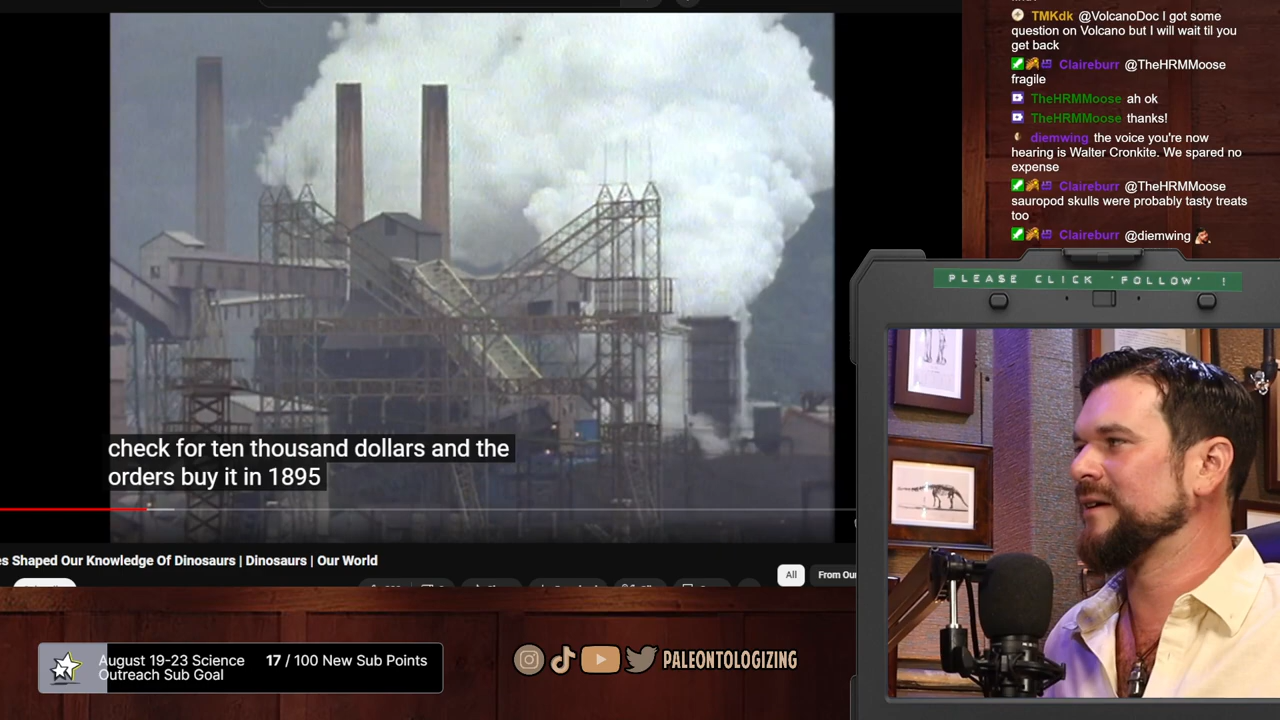 TMKdk @VolcanoDoc I got some
question on Volcano but I will wait til you
get back
Claireburr @TheHRMMoose
fragile
TheHRMMoose ah ok
TheHRMMoose thanks!
diemwing the voice you're now
hearing is Walter Cronkite. We spared no
expense
Claireburr @TheHRMMoose
sauropod skulls were probably tasty treats
too
Claireburr @diemwing
PLEASE CLICK 'FOLLOW' !
check for ten thousand dollars and the
orders buy it in 1895
Shaped Our Knowledge Of Dinosaurs | Dinosaurs | Our World
All From Our
August 19-23 Science
Outreach Sub Goal
17 / 100 New Sub Points
PALEONTOLOGIZING